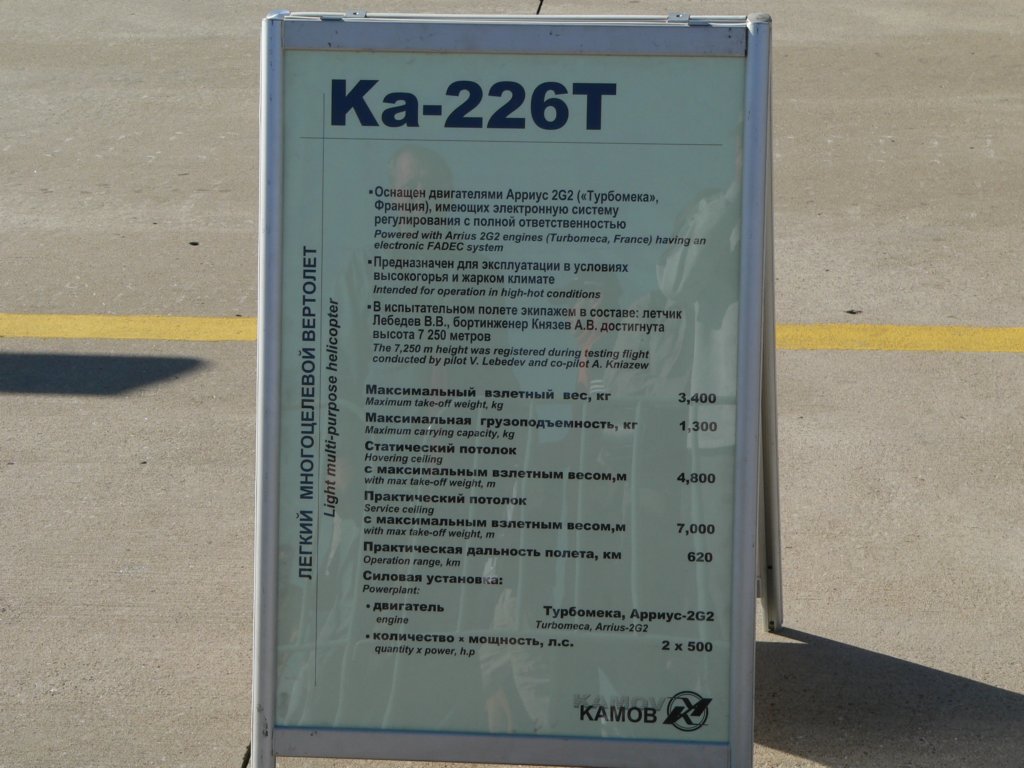 Ка-226Т
ЛЕГКИЙ МНОГОЦЕЛЕВОЙ ВЕРТОЛЕТ
Light multi-purpose helicopter
▪Оснащен двигателями Арриус 2G2 («Турбомека»,
Франция), имеющих электронную систему
регулирования с полной ответственностью
Powered with Arrius 2G2 engines (Turbomeca, France) having an
electronic FADEC system
▪Предназначен для эксплуатации в условиях
высокогорья и жарком климате
Intended for operation in high-hot conditions
▪В испытательном полете экипажем в составе: летчик
Лебедев В.В., бортинженер Князев А.В. достигнута
высота 7 250 метров
The 7,250 m height was registered during testing flight
conducted by pilot V. Lebedev and co-pilot A. Kniazew
Максимальный взлетный вес, кг 3,400
Maximum take-off weight, kg
Максимальная грузоподъемность, кг 1,300
Maximum carrying capacity, kg
Статический потолок
Hovering ceiling
с максимальным взлетным весом,м 4,800
with max take-off weight, m
Практический потолок
Service ceiling
с максимальным взлетным весом,м 7,000
with max take-off weight, m
Практическая дальность полета, км 620
Operation range, km
Силовая установка:
Powerplant:
• двигатель Турбомека, Арриус-2G2
engine Turbomeca, Arrius-2G2
• количество x мощность, л.с. 2 x 500
quantity x power, h.p
KAMOV
КАМОВ